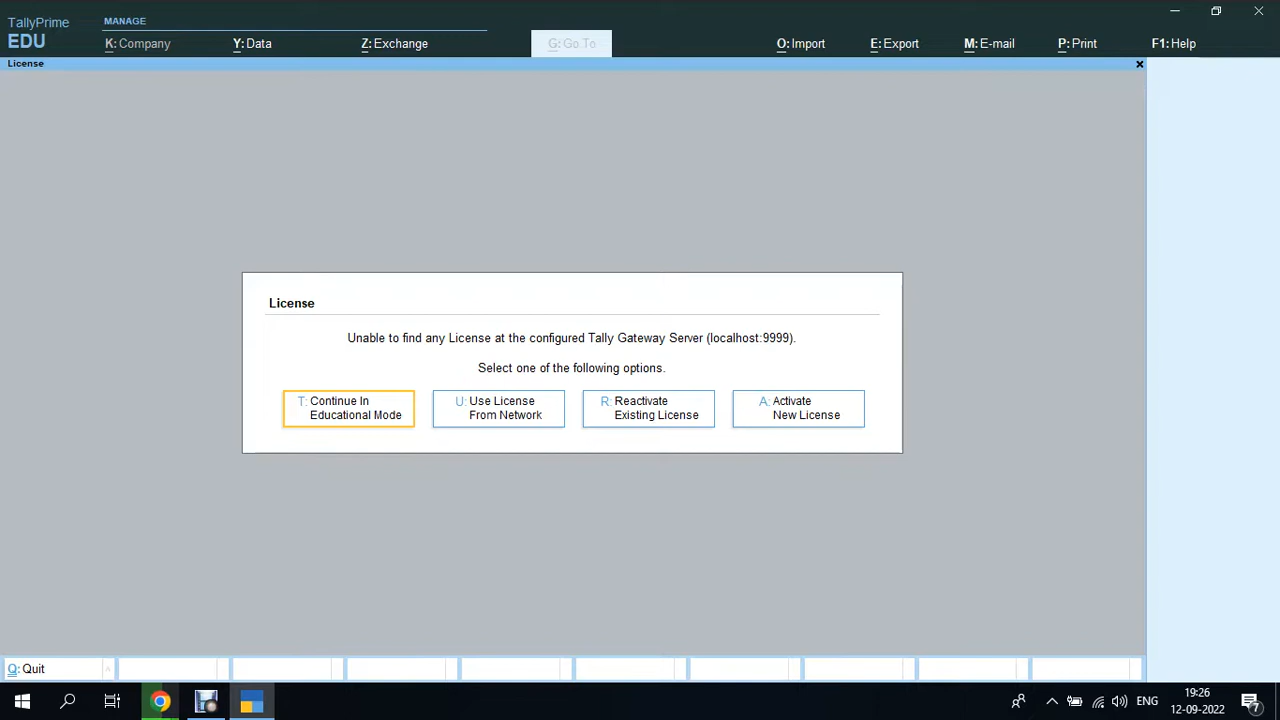 TallyPrime
EDU
MANAGE
K: Company
Y: Data
Z: Exchange
G: Go To
O: Import
E: Export
M: E-mail
P: Print
F1: Help
License
License
Unable to find any License at the configured Tally Gateway Server (localhost:9999).
Select one of the following options.
T: Continue In
Educational Mode
U: Use License
From Network
R: Reactivate
Existing License
A: Activate
New License
Q: Quit
ENG
19:26
12-09-2022
7